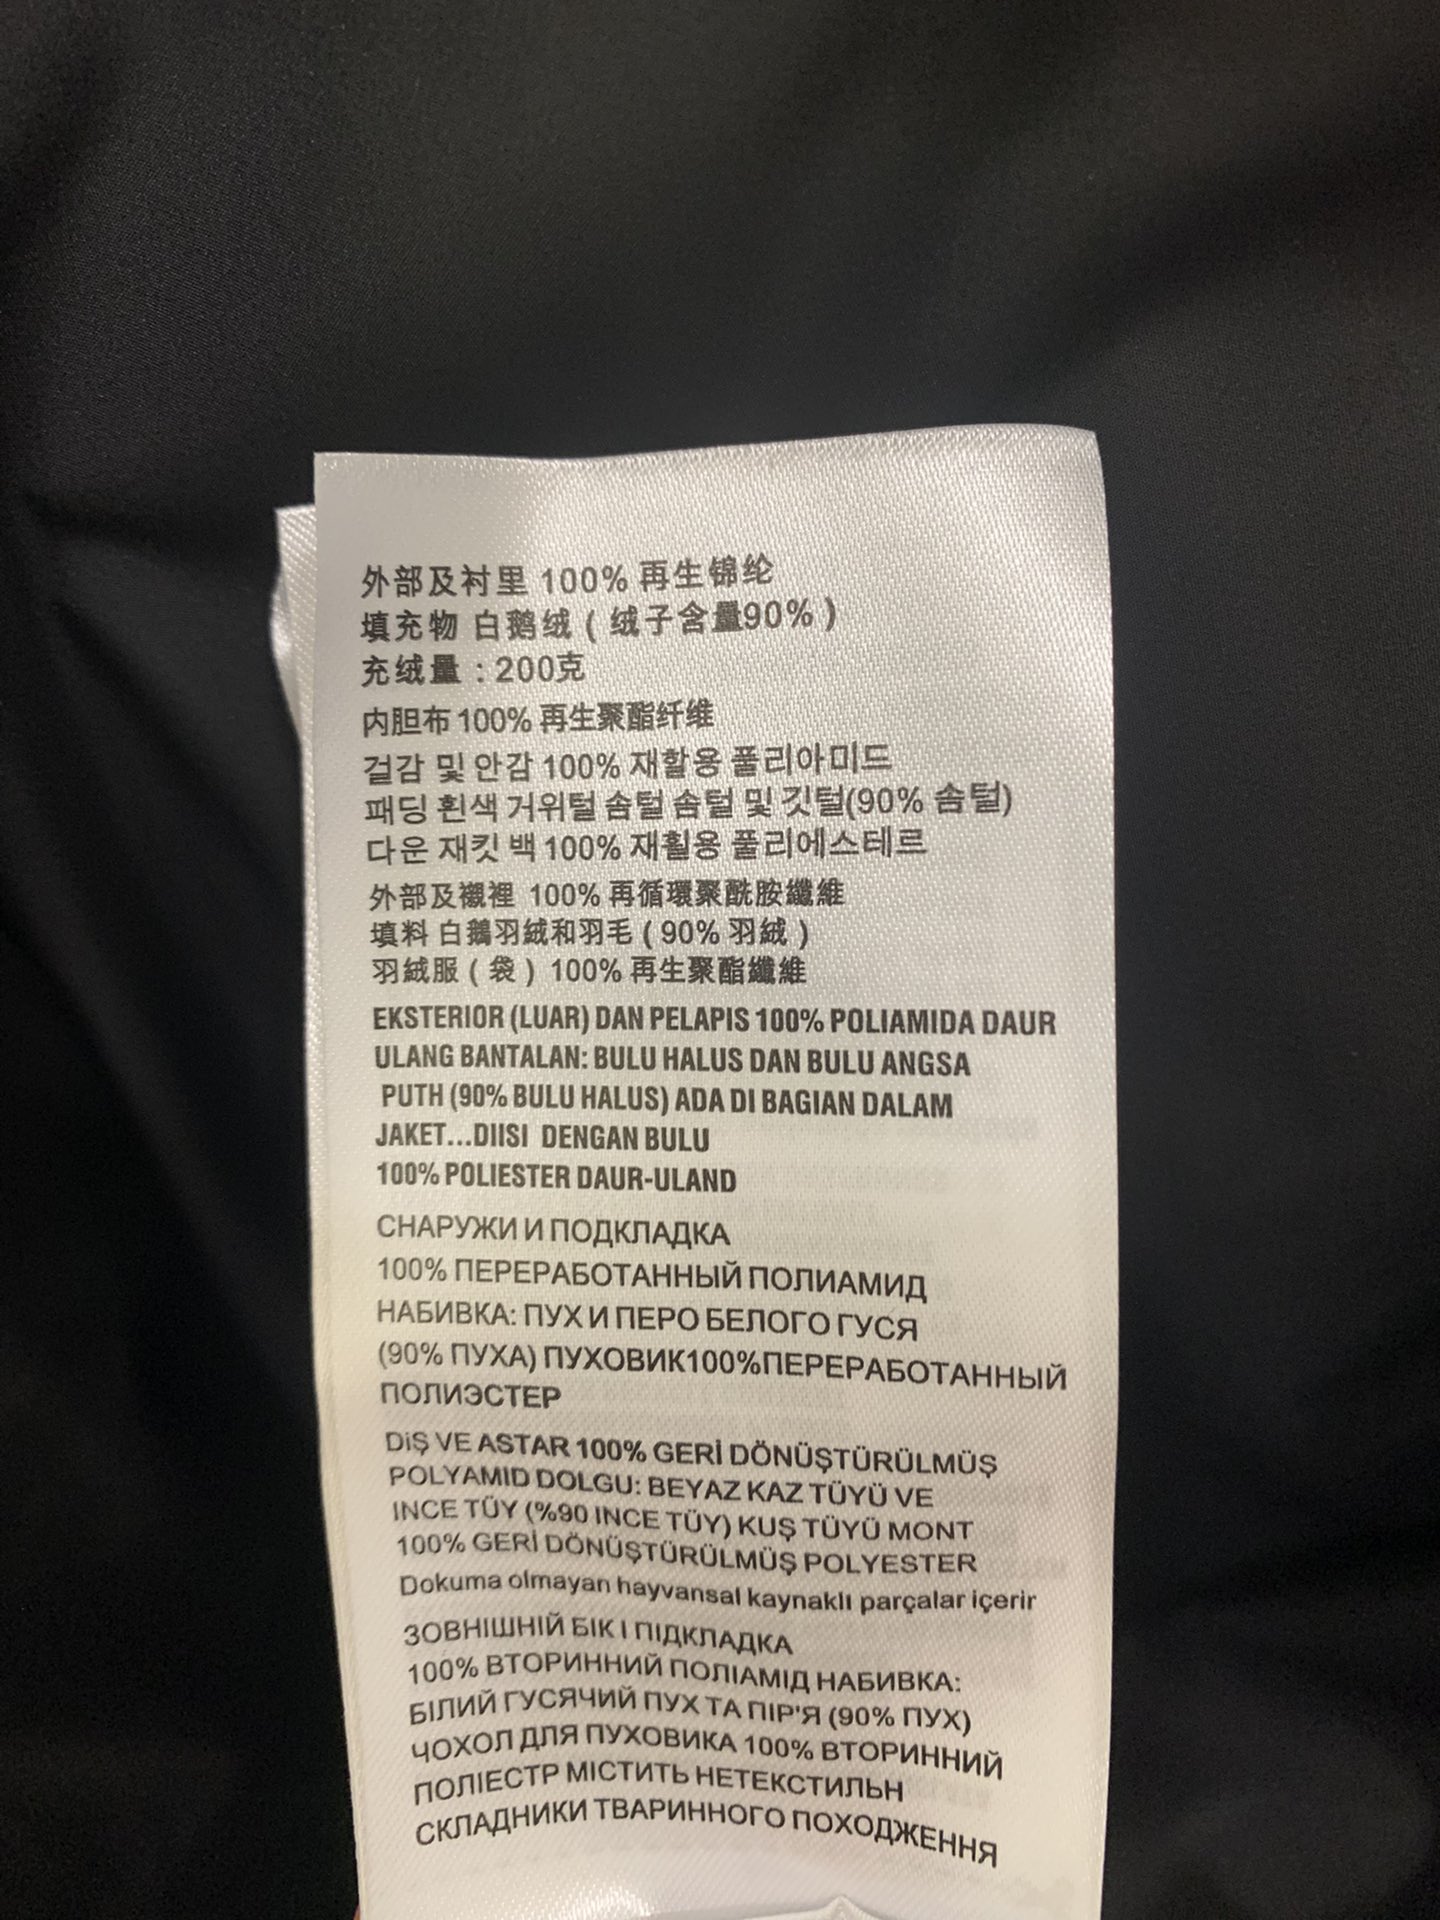 外部及衬里 100% 再生锦纶
填充物 白鹅绒 ( 绒子含量90% )
充绒量 : 200克
内胆布 100% 再生聚酯纤维
걸감 및 안감 100% 재할용 풀리아미드
패딩 흰색 거위털 솜털 솜털 및 깃털(90% 솜털)
다운 재킷 백 100% 재횔용 풀리에스테르
外部及襯裡 100% 再循環聚酰胺纖維
填料 白鵝羽絨和羽毛 ( 90% 羽絨 )
羽絨服 ( 袋 ) 100% 再生聚酯纖維
EKSTERIOR (LUAR) DAN PELAPIS 100% POLIAMIDA DAUR
ULANG BANTALAN: BULU HALUS DAN BULU ANGSA
PUTH (90% BULU HALUS) ADA DI BAGIAN DALAM
JAKET...DIISI DENGAN BULU
100% POLIESTER DAUR-ULAND
СНАРУЖИ И ПОДКЛАДКА
100% ПЕРЕРАБОТАННЫЙ ПОЛИАМИД
НАБИВКА: ПУХ И ПЕРО БЕЛОГО ГУСЯ
(90% ПУХА) ПУХОВИК100%ПЕРЕРАБОТАННЫЙ
ПОЛИЭСТЕР
DiŞ VE ASTAR 100% GERİ DÖNÜŞTÜRÜLMÜŞ
POLYAMID DOLGU: BEYAZ KAZ TÜYÜ VE
INCE TÜY (%90 INCE TÜY) KUŞ TÜYÜ MONT
100% GERİ DÖNÜŞTÜRÜLMÜŞ POLYESTER
Dokuma olmayan hayvansal kaynaklı parçalar içerir
ЗОВНІШНІЙ БІК І ПІДКЛАДКА
100% ВТОРИННИЙ ПОЛІАМІД НАБИВКА:
БІЛИЙ ГУСЯЧИЙ ПУХ ТА ПІР'Я (90% ПУХ)
ЧОХОЛ ДЛЯ ПУХОВИКА 100% ВТОРИННИЙ
ПОЛІЕСТР МІСТИТЬ НЕТЕКСТИЛЬН
СКЛАДНИКИ ТВАРИННОГО ПОХОДЖЕННЯ